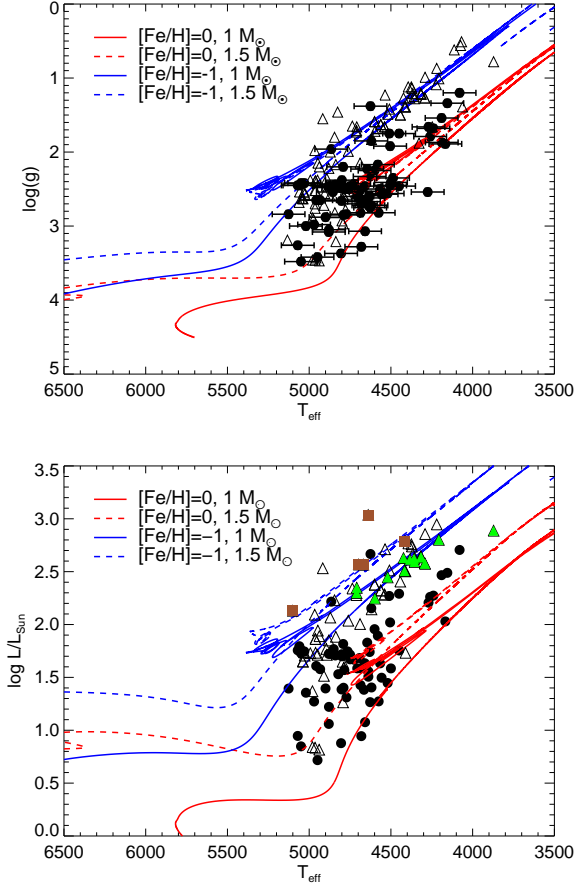 0
[Fe/H]=0, 1 M⊙
[Fe/H]=0, 1.5 M⊙
[Fe/H]=-1, 1 M⊙
[Fe/H]=-1, 1.5 M⊙
1
2
3
4
5
log(g)
6500 6000 5500 5000 4500 4000 3500
T_eff
3.5
[Fe/H]=0, 1 M⊙
[Fe/H]=0, 1.5 M⊙
[Fe/H]=-1, 1 M⊙
[Fe/H]=-1, 1.5 M⊙
3.0
2.5
2.0
1.5
1.0
0.5
0.0
log L/L_Sun
6500 6000 5500 5000 4500 4000 3500
T_eff